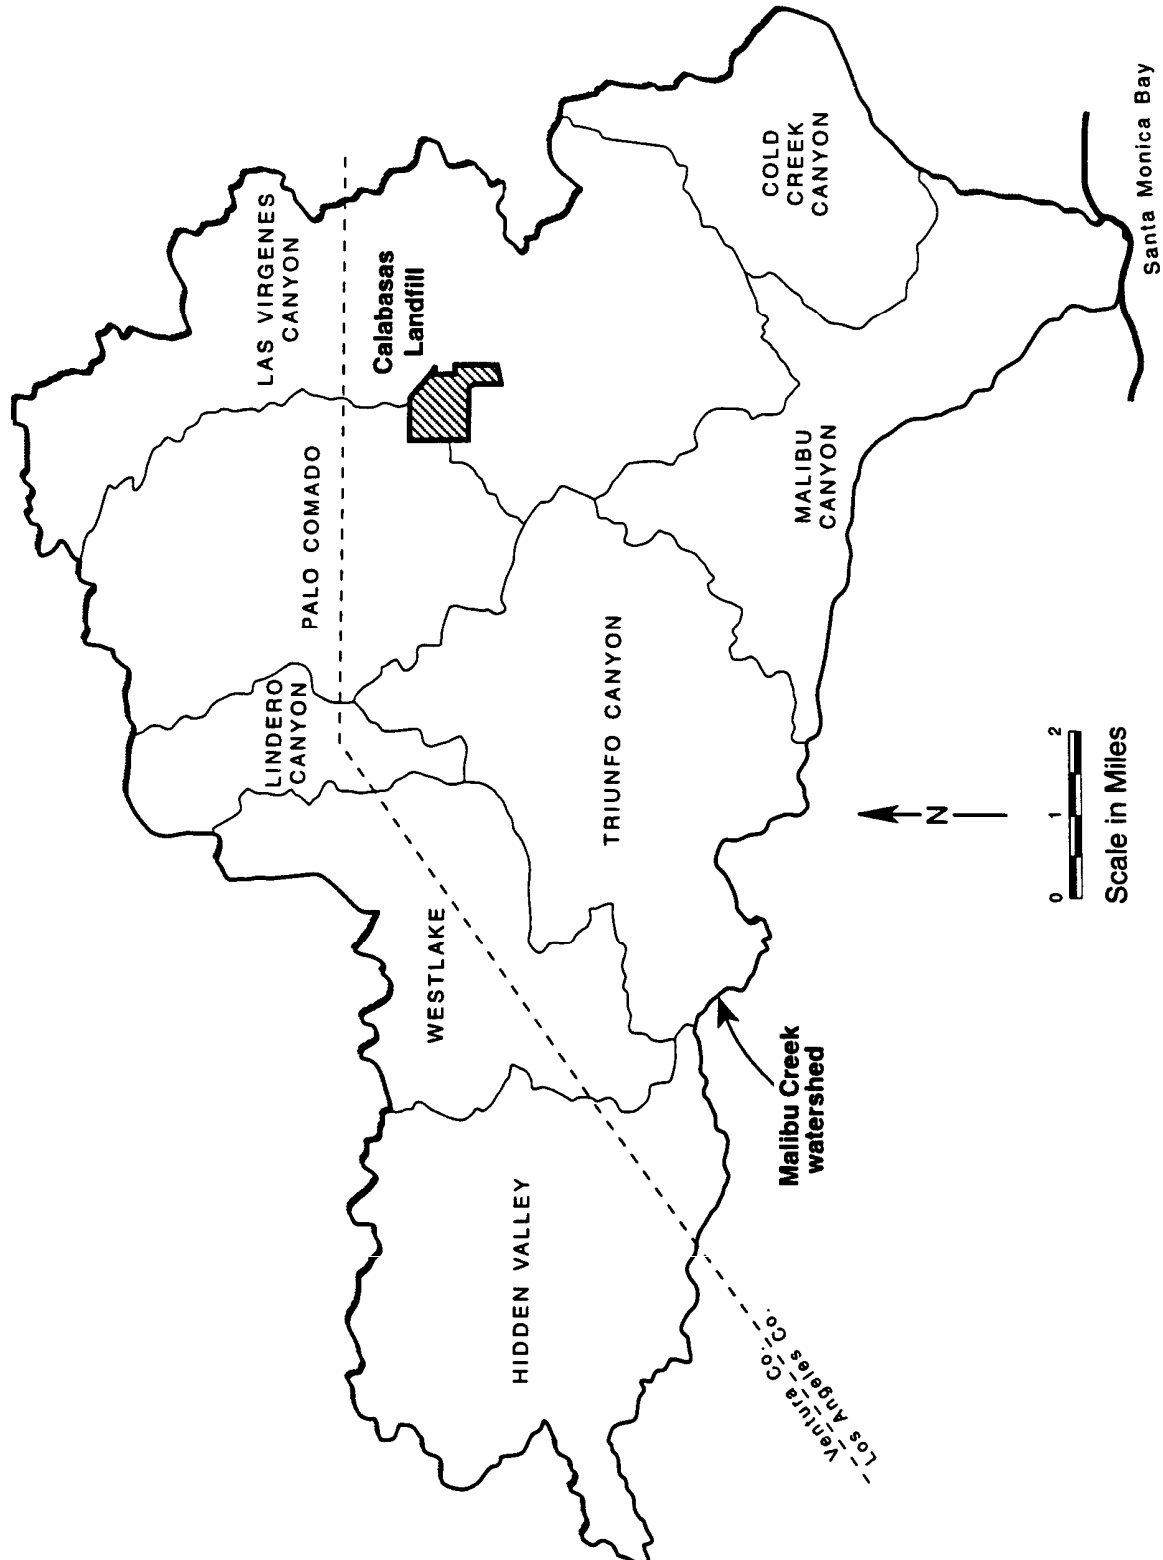 LAS VIRGENES
CANYON
Calabasas
Landfill
PALO COMADO
LINDERO
CANYON
WESTLAKE
HIDDEN VALLEY
TRIUNFO CANYON
COLD
CREEK
CANYON
MALIBU
CANYON
Santa Monica Bay
Malibu Creek
watershed
Ventura Co.
Los Angeles Co.
N
0 1 2
Scale in Miles